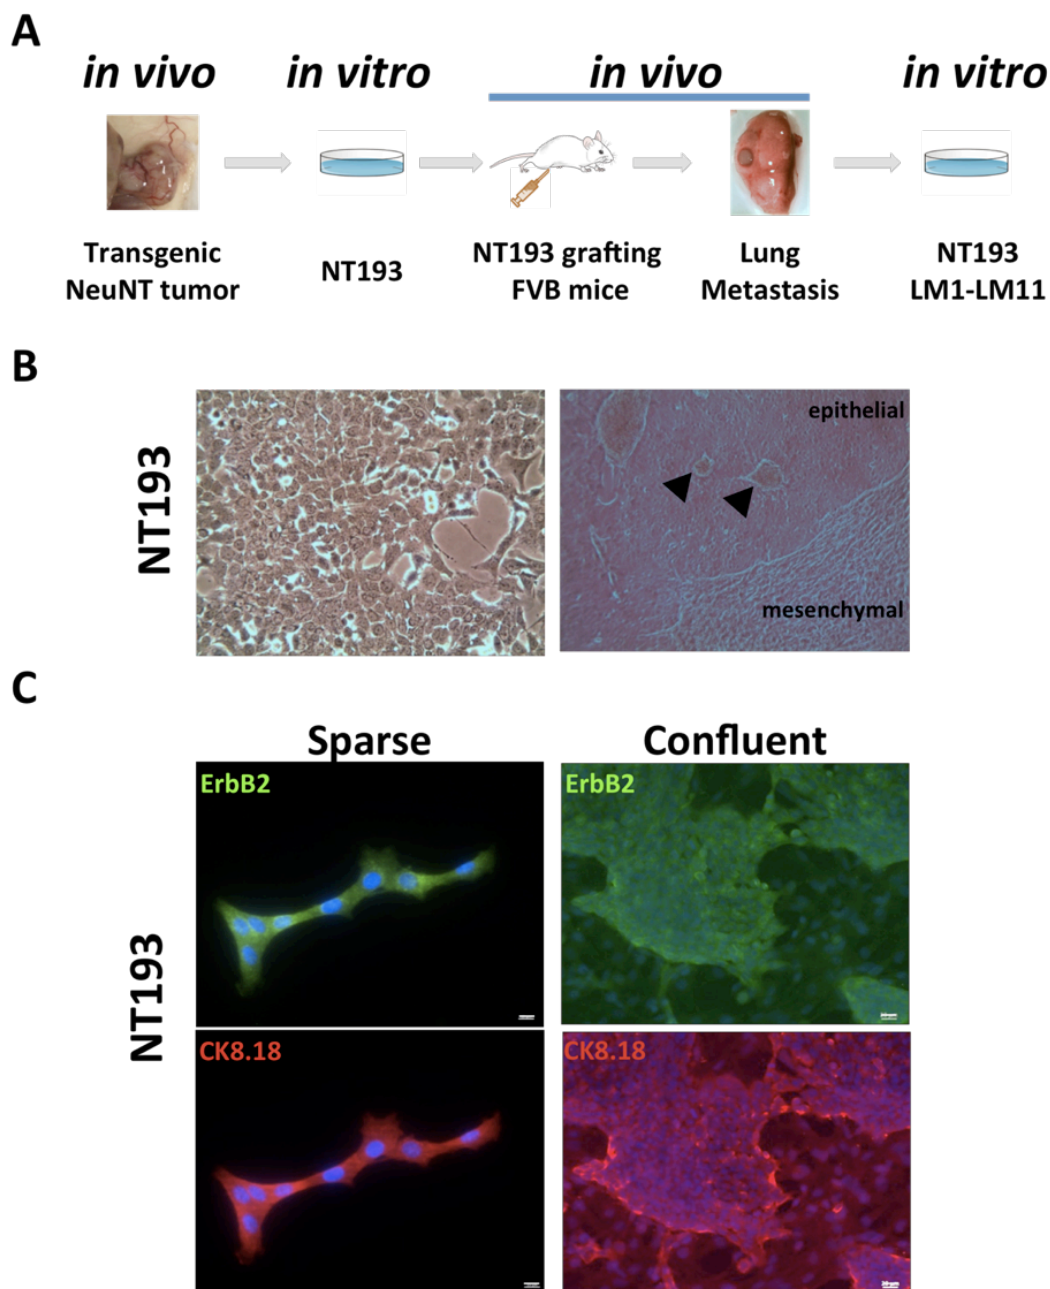 A
in vivo
in vitro
in vivo
in vitro
Transgenic
NeuNT tumor
NT193
NT193 grafting
FVB mice
Lung
Metastasis
NT193
LM1-LM11
B
NT193
epithelial
mesenchymal
C
Sparse
Confluent
NT193
ErbB2
ErbB2
CK8.18
CK8.18